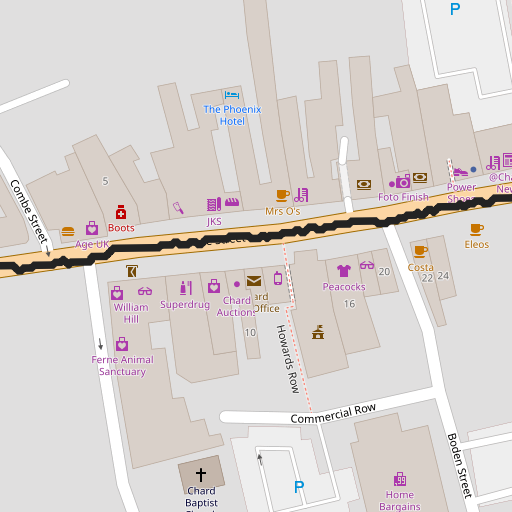 P
The Phoenix
Hotel
5
Combe Street
Boots
Age UK
JKS
Mrs O's
Foto Finish
Power
@Cha
Eleos
Costa
22
24
20
Peacocks
16
William
Hill
Superdrug
Chard
Auctions
Office
10
Ferne Animal
Sanctuary
Howards Row
Commercial Row
Boden Street
Chard
Baptist
P
Home
Bargains